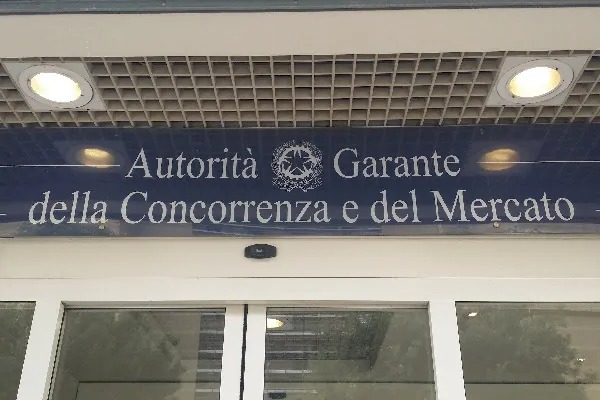 Autorità Garante
della Concorrenza e del Mercato